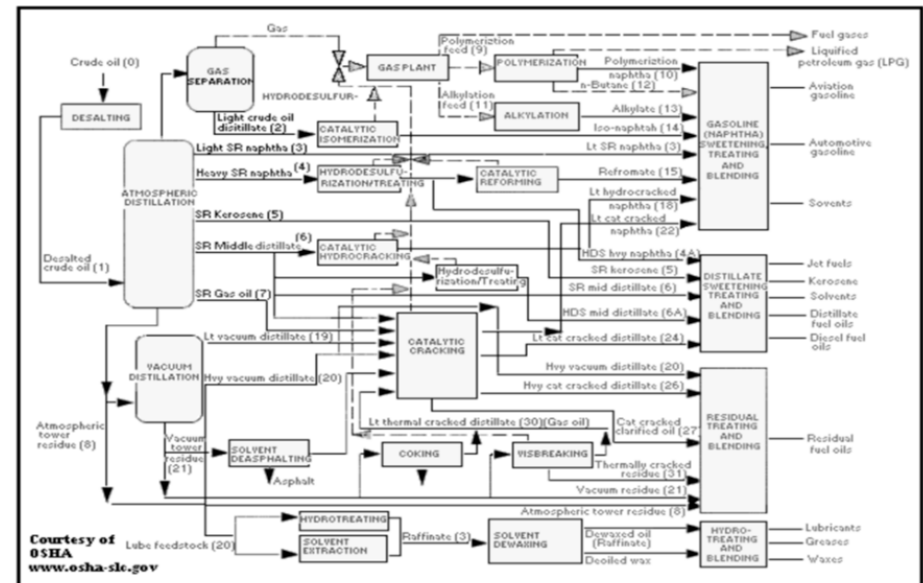 Gas
Fuel gases
Polymeriztion
feed (9)
Liquified
petroleum gas (LPG)
Crude oil (0)
GAS
SEPARATION
GAS PLANT
POLYMERIZATION
Polymeriztion
naphtha (10)
n-Butane (12)
Aviation
gasoline
HYDRODESULFUR-
Alkylation
feed (11)
DESALTING
Light crude oil
disitillate (2)
CATALYTIC
ISOMERIZATION
ALKYLATION
Alkylate (13)
Iso-naphtah (14)
GASOLINE
(NAPHTHA)
SWEETENING,
TREATING
AND
BLENDING
Automotive
gasoline
Light SR naphtha (3)
Lt SR naphtha (3)
Heavy SR naphtha (4)
HYDRODESULFU-
RIZATION/TREATING
CATALYTIC
REFORMING
Refromate (15)
ATMOSPHERIC
DISTILLATION
Lt hydrocracked
naphtha (18)
Sovents
SR Kerosene (5)
Lt cat cracked
naphtha (22)
SR Middle distillate
(6)
CATALYTIC
HYDROCRACKING
HDS hvy naphtha (4A)
Jet fuels
Desalted
crude oil (1)
Hydrodesulfu-
rization/Treating
SR kerosene (5)
DISTILLATE
SWEETENING
TREATING
AND
BLENDING
Kerosene
SR Gas oil (7)
SR mid distillate (6)
Solvents
HDS mid distillate (6A)
Distillate
fuel oils
Lt vacuum distillate (19)
CATALYTIC
CRACKING
Lt cat cracked distillate (24)
Diesel fuel
oils
VACUUM
DISTILLATION
Hvy vacuum distillate (20)
Hvy vacuum distillate (20)
Hvy cat cracked distillate (26)
RESIDUAL
TREATING
AND
BLENDING
Residual
fuel oils
Atmospheric
tower
residue (8)
Vacuum
tower
residue
(21)
Lt thermal cracked distillate (30)(Gas oil)
Cat cracked
clarified oil (27
SOLVENT
DEASPHALTING
COKING
VISBREAKING
Asphalt
Thermally cracked
residue (31)
Vacuum residue (21)
Atmospheric tower residue (8)
HYDROTREATING
Courtesy of
OSHA
www.osha-slc.gov
Lube feedstock (20)
SOLVENT
EXTRACTION
Raffinate (3)
SOLVENT
DEWAXING
Dewaxed oil
(Raffinate)
Deoiled wax
HYDRO-
TREATING
AND
BLENDING
Lubricants
Greases
Waxes